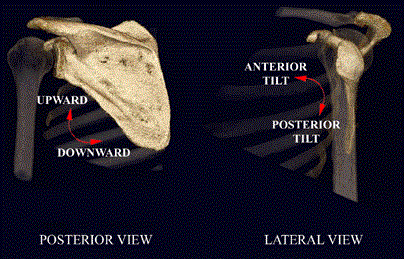 UPWARD
DOWNWARD
POSTERIOR VIEW
ANTERIOR
TILT
POSTERIOR
TILT
LATERAL VIEW